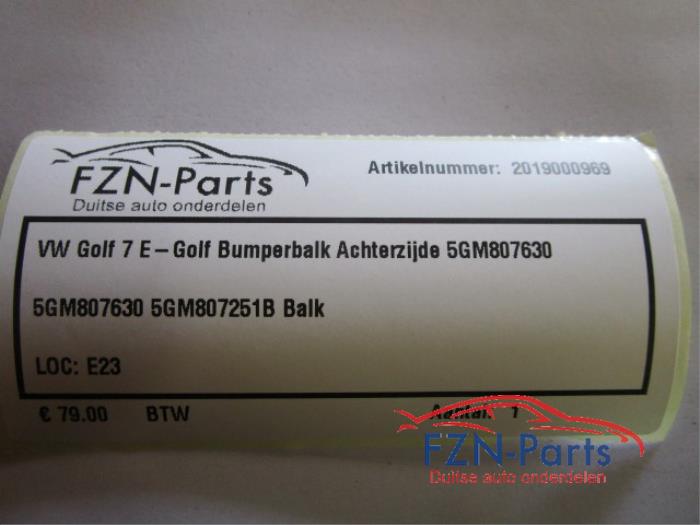 FZN-Parts
Duitse auto onderdelen
Artikelnummer: 2019000969
VW Golf 7 E-Golf Bumperbalk Achterzijde 5GM807630
5GM807630 5GM807251B Balk
LOC: E23
€ 79.00 BTW Aantal: 1
FZN-Parts
Duitse auto onderdelen